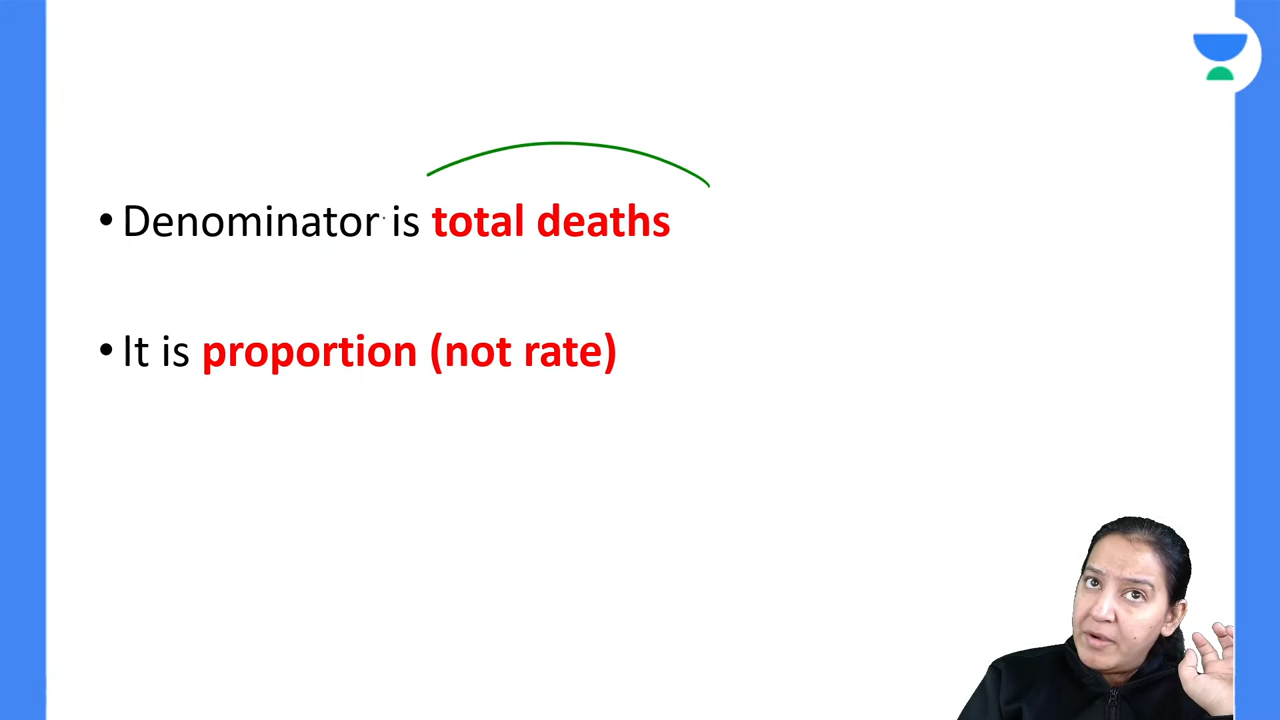 • Denominator is total deaths
• It is proportion (not rate)